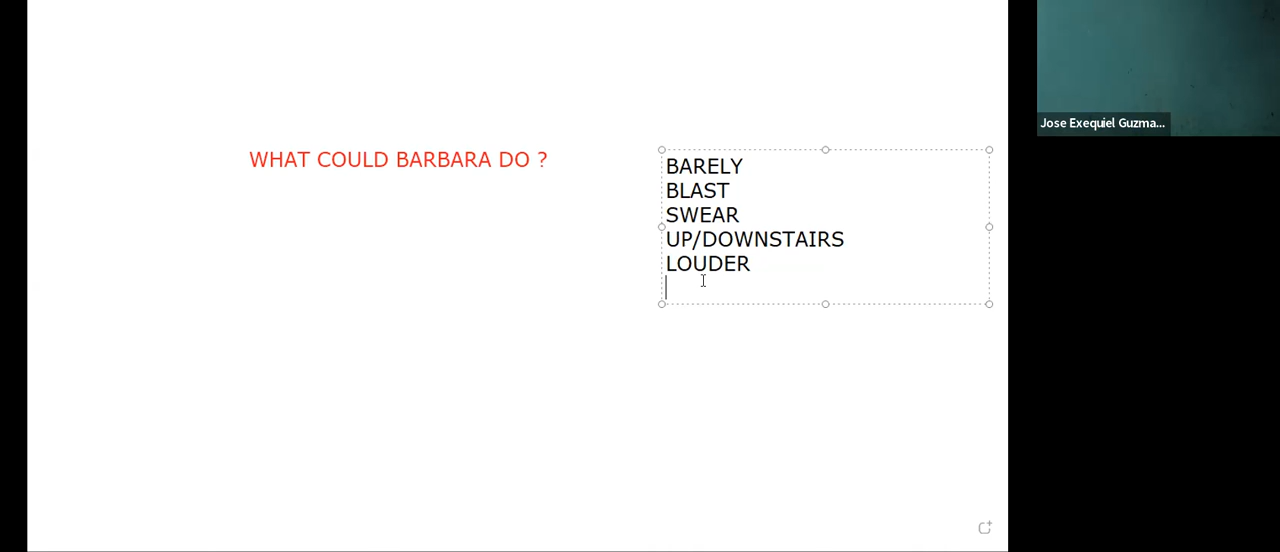 WHAT COULD BARBARA DO ?
BARELY
BLAST
SWEAR
UP/DOWNSTAIRS
LOUDER
Jose Exequiel Guzma...